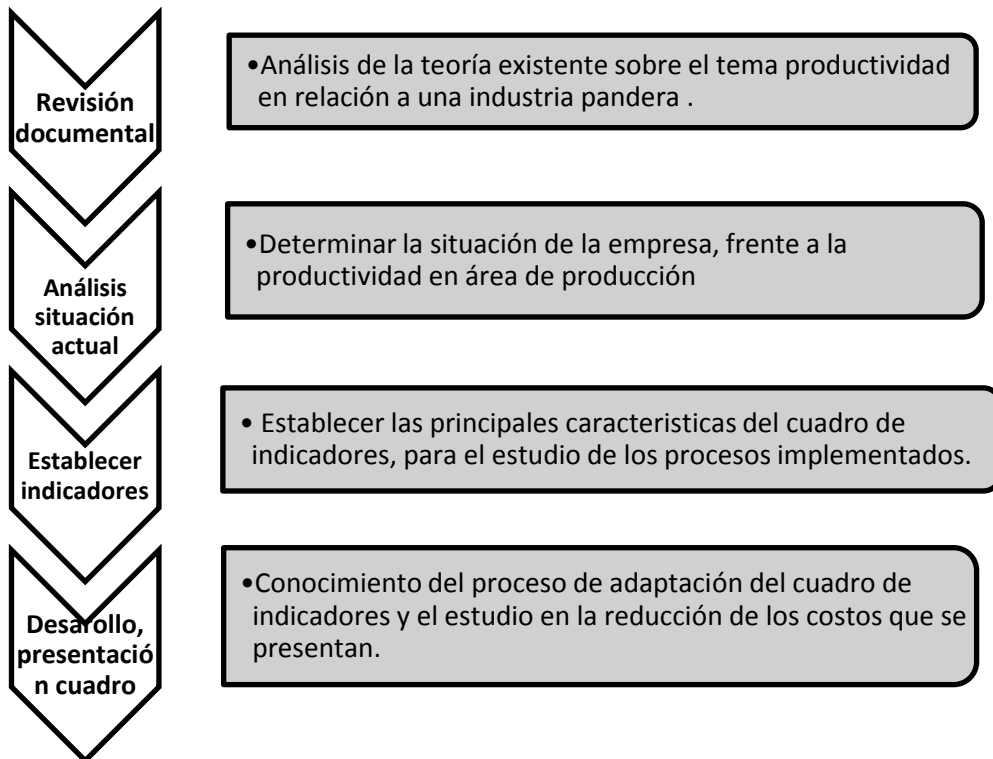 Revisión
documental
•Análisis de la teoría existente sobre el tema productividad
en relación a una industria pandera .
Análisis
situación
actual
•Determinar la situación de la empresa, frente a la
productividad en área de producción
Establecer
indicadores
• Establecer las principales caracteristicas del cuadro de
indicadores, para el estudio de los procesos implementados.
Desarollo,
presentació
n cuadro
•Conocimiento del proceso de adaptación del cuadro de
indicadores y el estudio en la reducción de los costos que se
presentan.